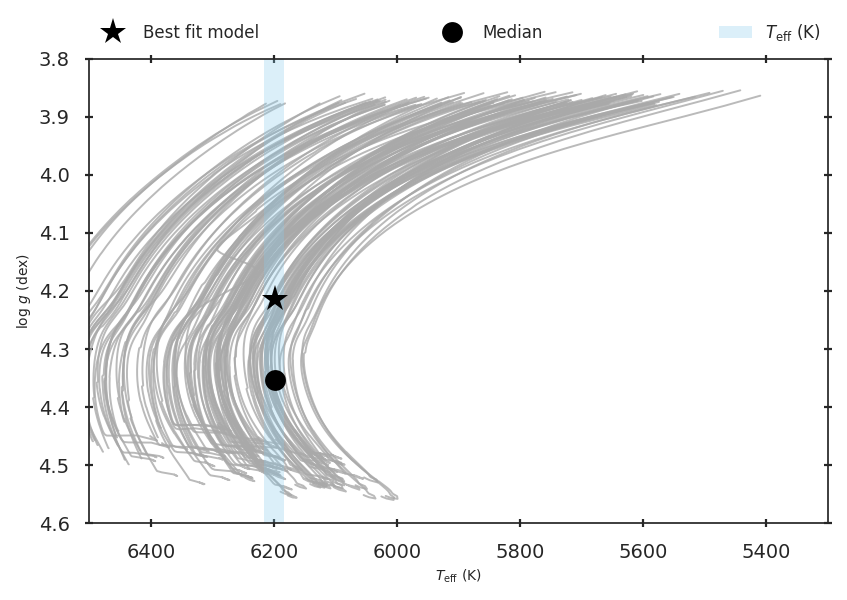 Best fit model Median T_eff (K)
3.8
3.9
4.0
4.1
4.2
4.3
4.4
4.5
4.6
log g (dex)
6400 6200 6000 5800 5600 5400
T_eff (K)